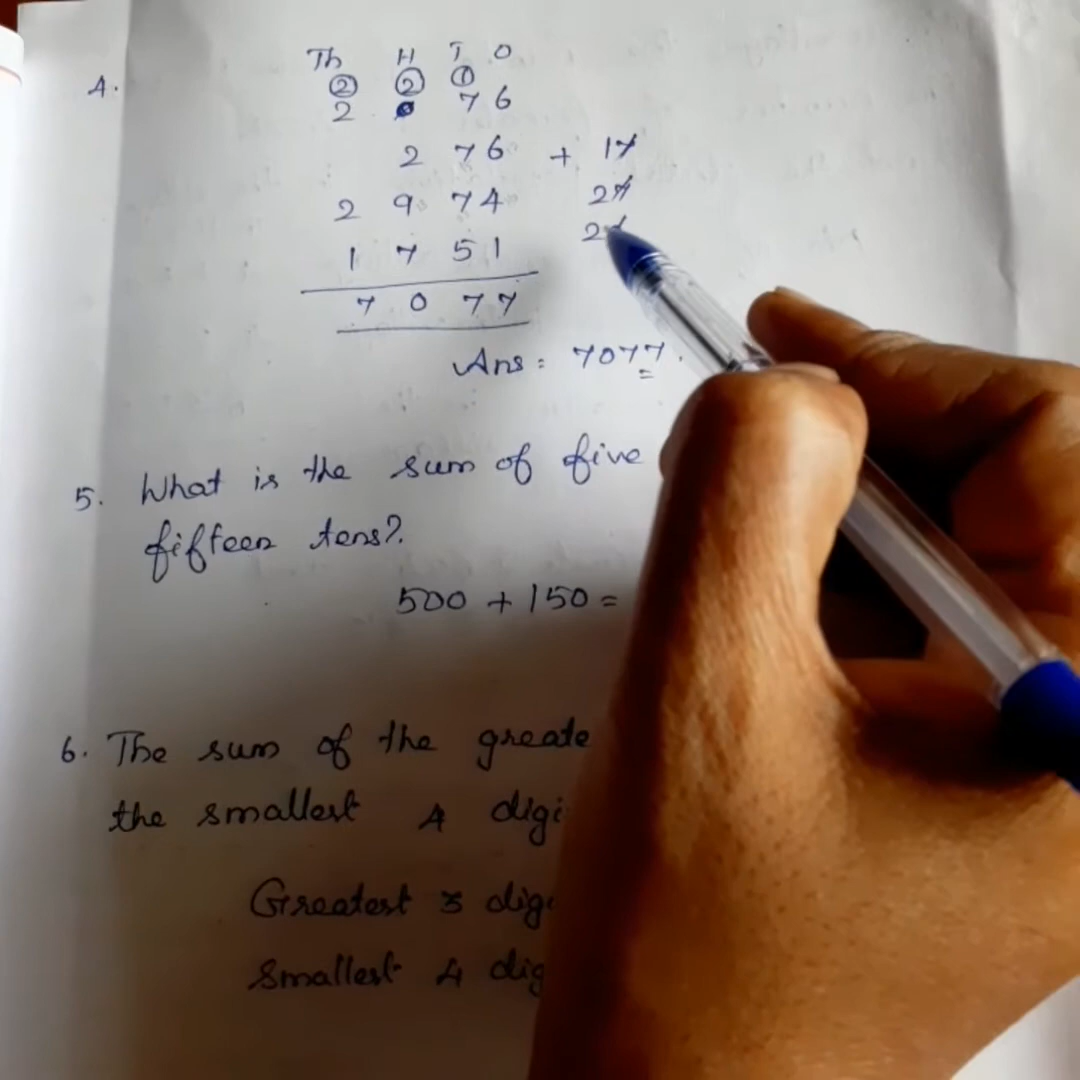 Th H T O
4.
② ② ① 
2 0 7 6
2 7 6 + 17
2 9 7 4 27
1 7 5 1
7 0 7 7
Ans: 7077.
5. What is the sum of five
fifteen tens?
500 + 150 =
6. The sum of the greate
the smallest 4 digi
Greatest 3 dig
Smallest 4 dig